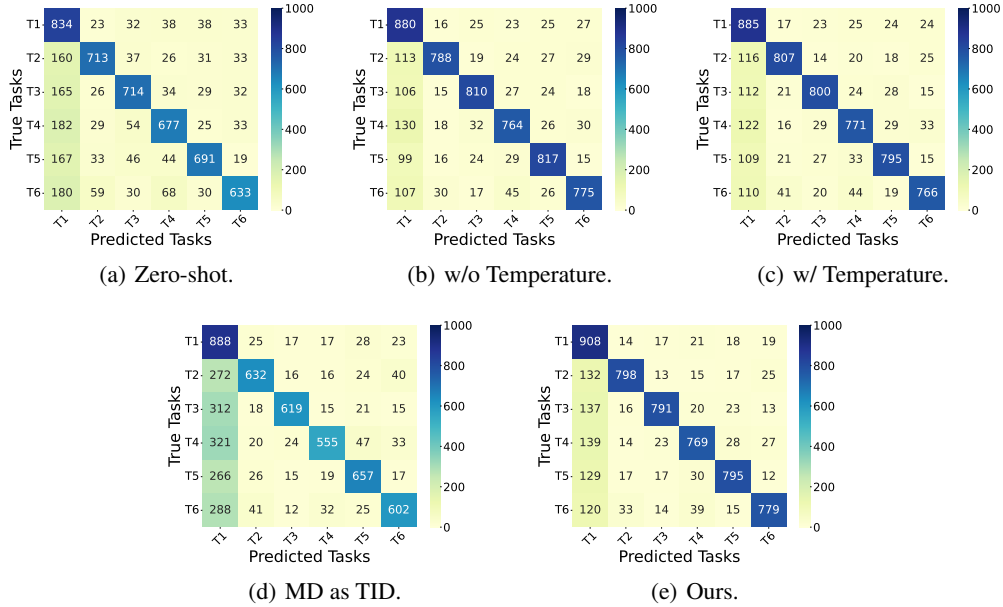 True Tasks
T1 834 23 32 38 38 33
T2 160 713 37 26 31 33
T3 165 26 714 34 29 32
T4 182 29 54 677 25 33
T5 167 33 46 44 691 19
T6 180 59 30 68 30 633
T1 T2 T3 T4 T5 T6
Predicted Tasks
1000
800
600
400
200
0
(a) Zero-shot.
True Tasks
T1 880 16 25 23 25 27
T2 113 788 19 24 27 29
T3 106 15 810 27 24 18
T4 130 18 32 764 26 30
T5 99 16 24 29 817 15
T6 107 30 17 45 26 775
T1 T2 T3 T4 T5 T6
Predicted Tasks
1000
800
600
400
200
0
(b) w/o Temperature.
True Tasks
T1 885 17 23 25 24 24
T2 116 807 14 20 18 25
T3 112 21 800 24 28 15
T4 122 16 29 771 29 33
T5 109 21 27 33 795 15
T6 110 41 20 44 19 766
T1 T2 T3 T4 T5 T6
Predicted Tasks
1000
800
600
400
200
0
(c) w/ Temperature.
True Tasks
T1 888 25 17 17 28 23
T2 272 632 16 16 24 40
T3 312 18 619 15 21 15
T4 321 20 24 555 47 33
T5 266 26 15 19 657 17
T6 288 41 12 32 25 602
T1 T2 T3 T4 T5 T6
Predicted Tasks
1000
800
600
400
200
0
(d) MD as TID.
True Tasks
T1 908 14 17 21 18 19
T2 132 798 13 15 17 25
T3 137 16 791 20 23 13
T4 139 14 23 769 28 27
T5 129 17 17 30 795 12
T6 120 33 14 39 15 779
T1 T2 T3 T4 T5 T6
Predicted Tasks
1000
800
600
400
200
0
(e) Ours.